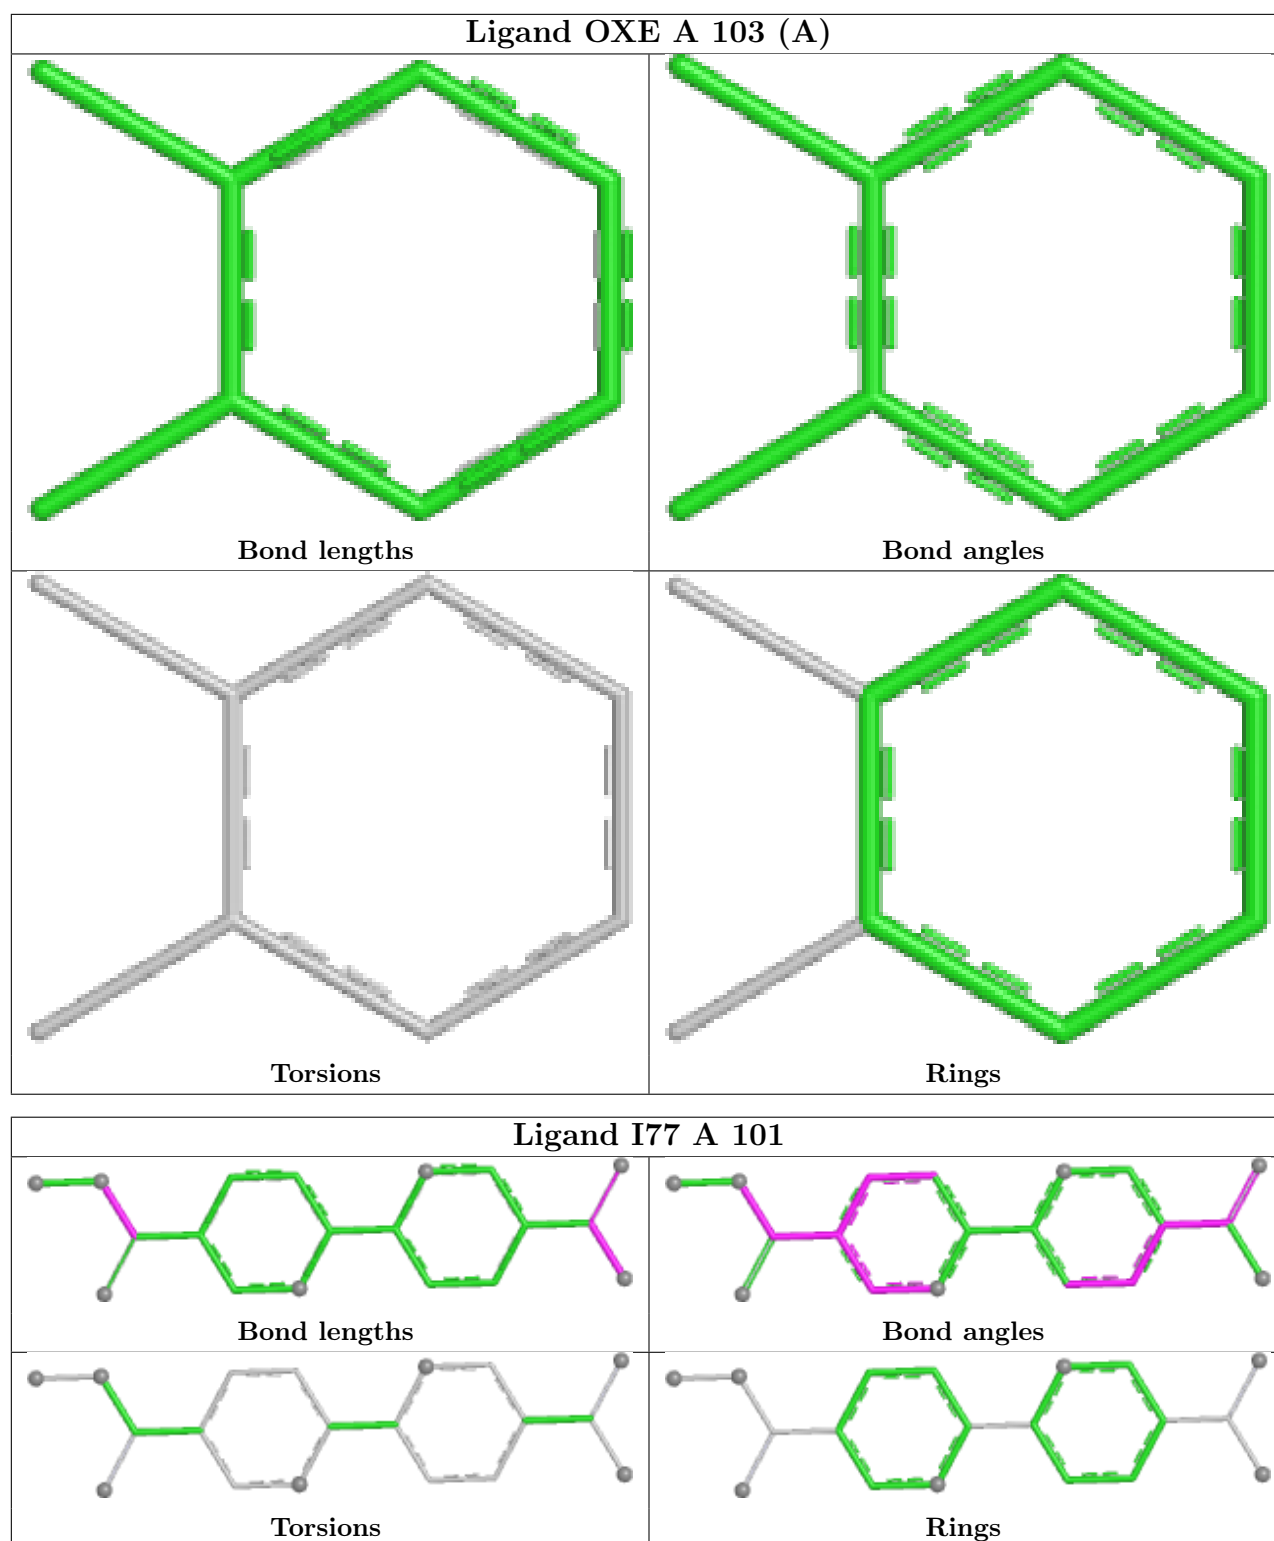 Ligand OXE A 103 (A)
Bond lengths
Bond angles
Torsions
Rings
Ligand I77 A 101
Bond lengths
Bond angles
Torsions
Rings